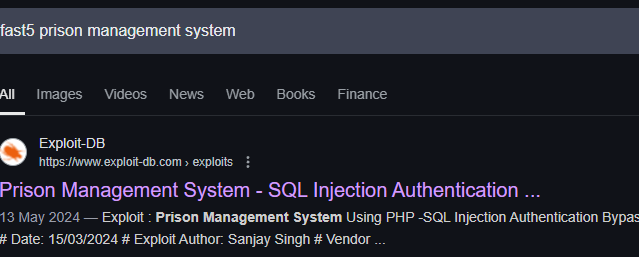 fast5 prison management system
All Images Videos News Web Books Finance
Exploit-DB
https://www.exploit-db.com › exploits
Prison Management System - SQL Injection Authentication ...
13 May 2024 — Exploit : Prison Management System Using PHP -SQL Injection Authentication Bypas
# Date: 15/03/2024 # Exploit Author: Sanjay Singh # Vendor ...